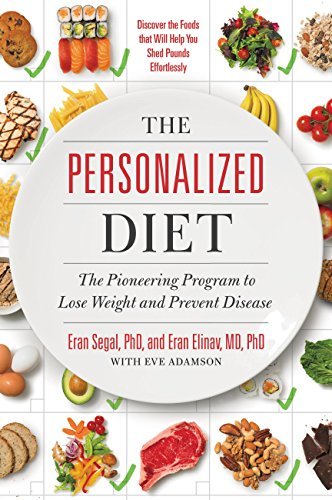 Discover the Foods
that Will Help You
Shed Pounds
Effortlessly
THE
PERSONALIZED
DIET
The Pioneering Program to
Lose Weight and Prevent Disease
Eran Segal, PhD, and Eran Elinav, MD, PhD
WITH EVE ADAMSON